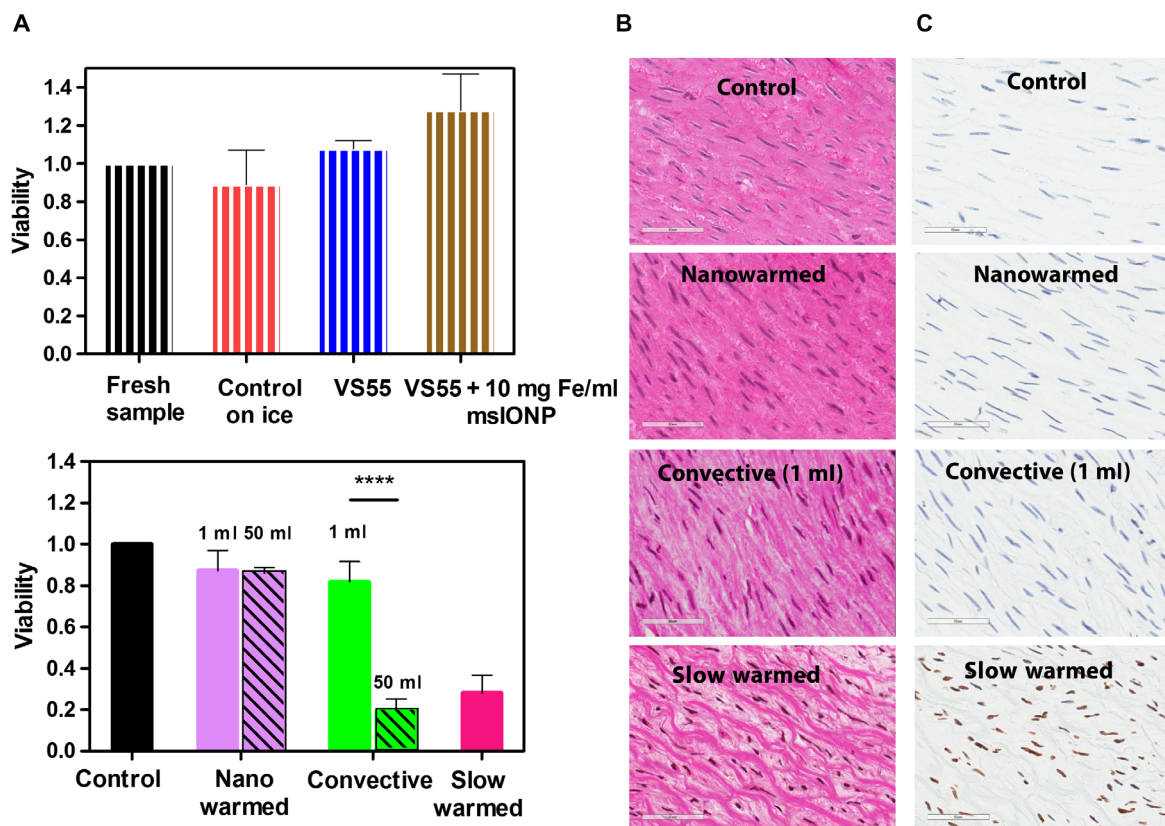 A
B
C
Viability
1.4
1.2
1.0
0.8
0.6
0.4
0.2
0.0
Fresh
sample
Control
on ice
VS55
VS55 + 10 mg Fe/ml
msIONP
Viability
1.4
1.2
1.0
0.8
0.6
0.4
0.2
0.0
1 ml
50 ml
1 ml
50 ml
****
Control
Nano
warmed
Convective
Slow
warmed
Control
Nanowarmed
Convective (1 ml)
Slow warmed
Control
Nanowarmed
Convective (1 ml)
Slow warmed